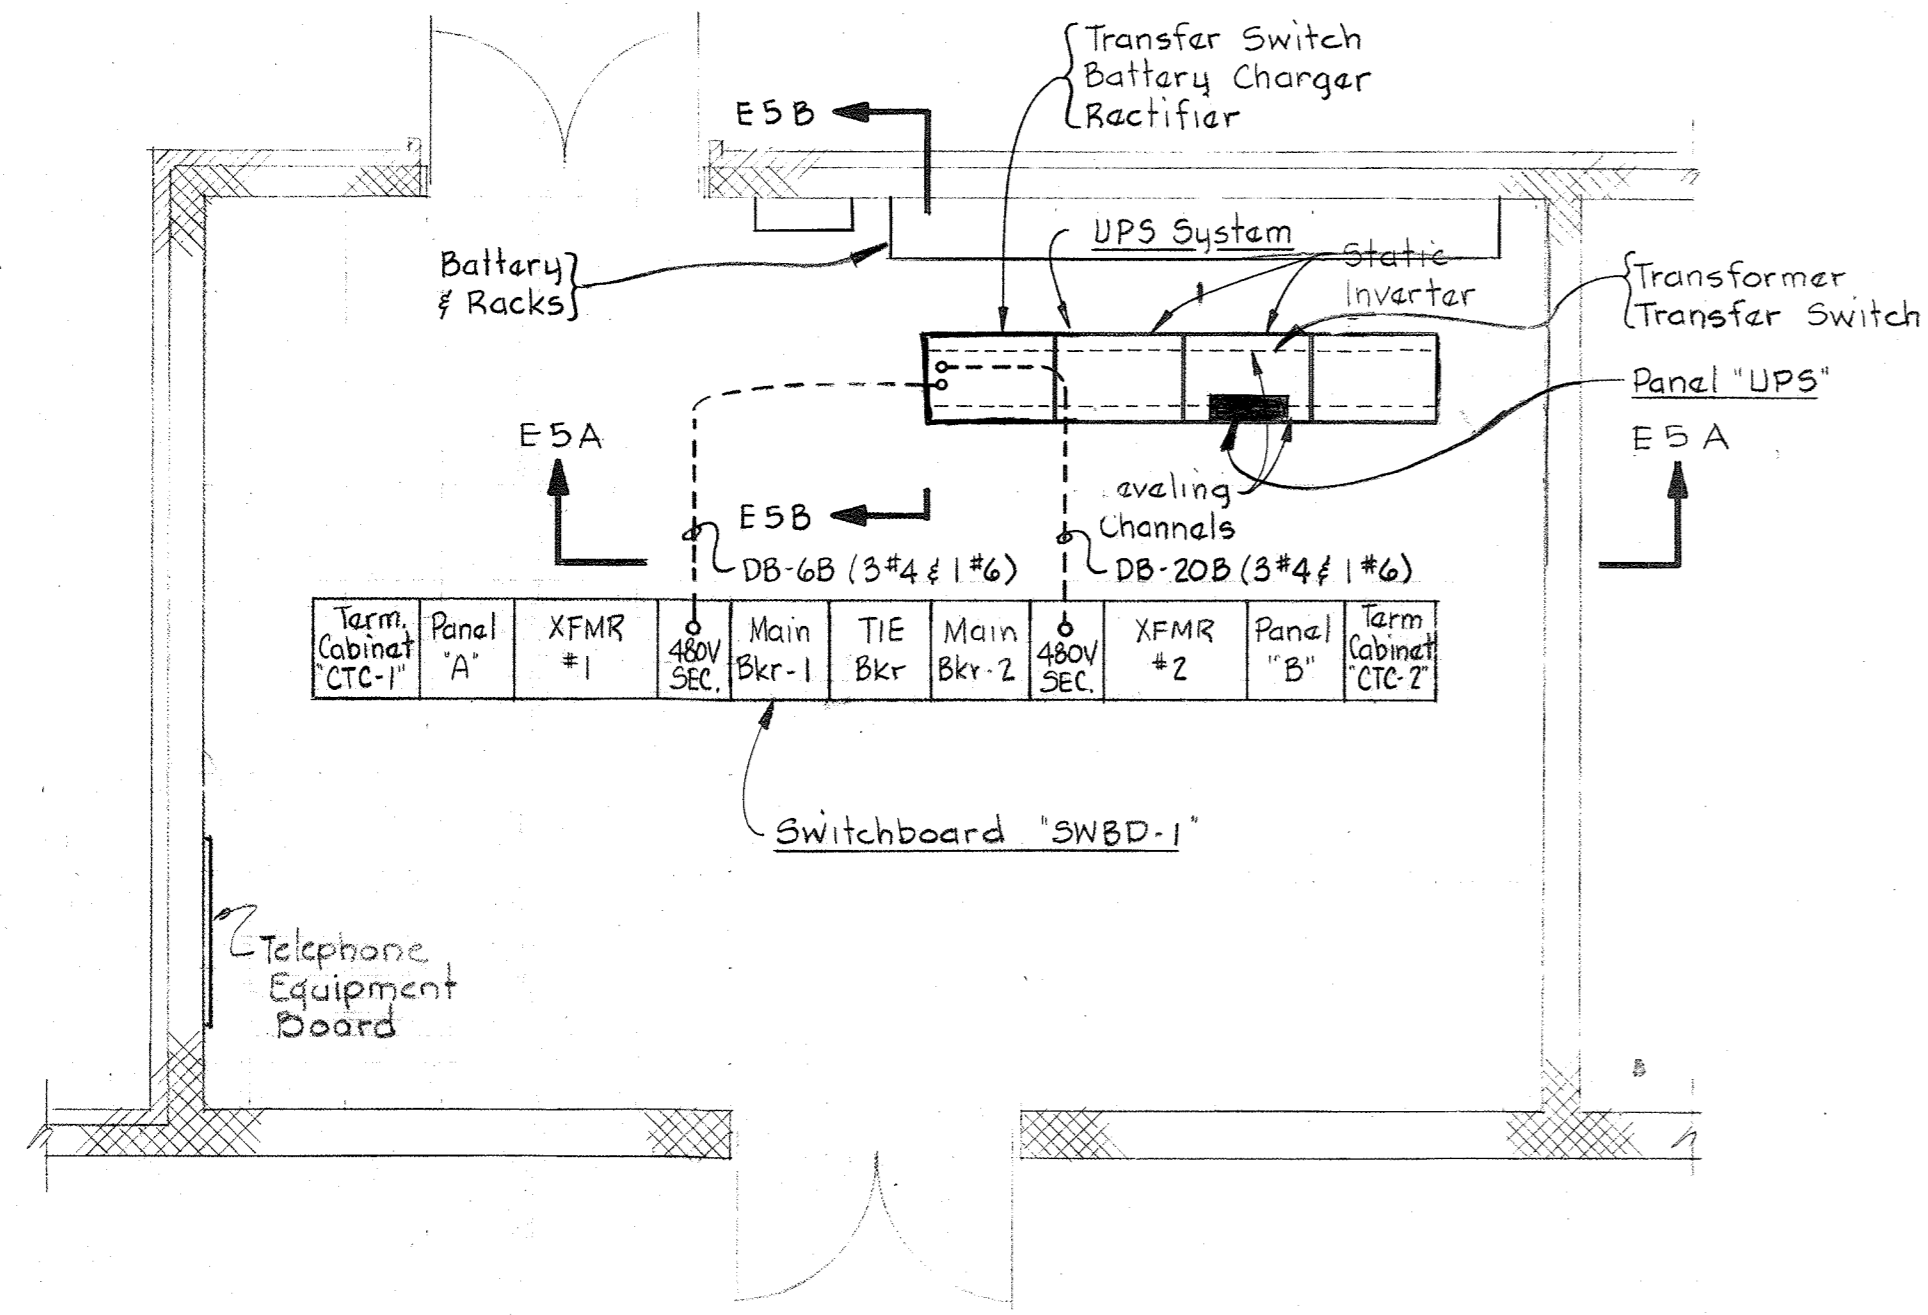 Transfer Switch
Battery Charger
Rectifier
E5B
UPS System
Battery
& Racks
Static
Inverter
Transformer
Transfer Switch
Panel "UPS"
E5A
E5A
eveling
Channels
E5B
DB-6B (3#4 & 1#6)
DB-20B (3#4 & 1#6)
Term.
Cabinet
"CTC-1"
Panel
"A"
XFMR
#1
480V
SEC.
Main
Bkr-1
TIE
Bkr
Main
Bkr-2
480V
SEC.
XFMR
#2
Panel
"B"
Term
Cabinet
"CTC-2"
Switchboard "SWBD-1"
Telephone
Equipment
Board